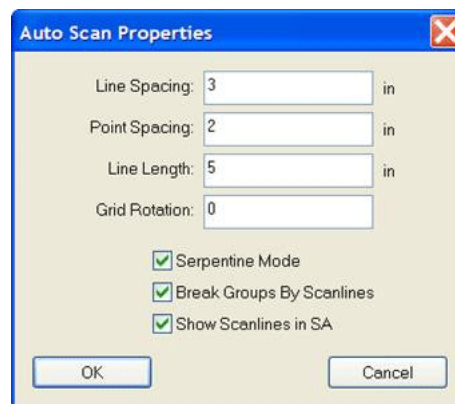 Auto Scan Properties
Line Spacing: 3 in
Point Spacing: 2 in
Line Length: 5 in
Grid Rotation: 0
Serpentine Mode
Break Groups By Scanlines
Show Scanlines in SA
OK Cancel